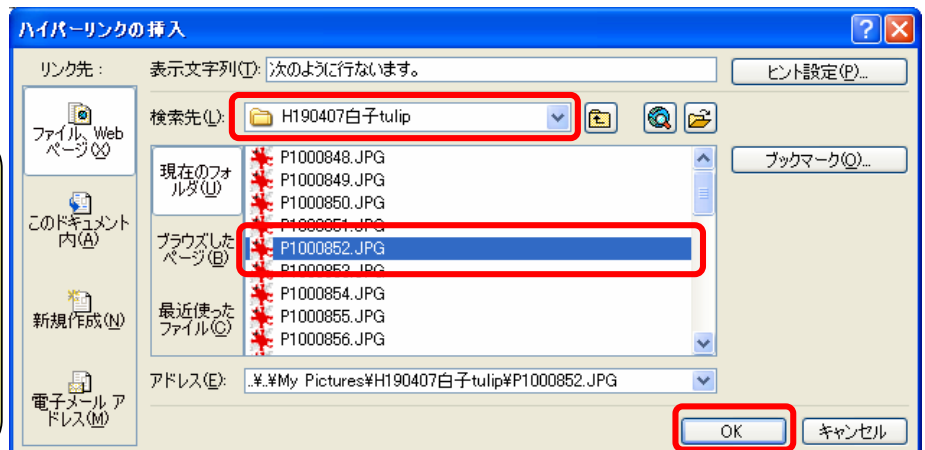 ハイパーリンクの挿入
リンク先：
表示文字列(T): 次のように行ないます。
ヒント設定(P)...
ファイル、Web
ページ(X)
検索先(L):
H190407白子tulip
現在のフォ
ルダ(U)
P1000848.JPG
P1000849.JPG
P1000850.JPG
P1000851.JPG
P1000852.JPG
P1000853.JPG
P1000854.JPG
P1000855.JPG
P1000856.JPG
ブックマーク(O)...
このドキュメント
内(A)
ブラウズした
ページ(B)
新規作成(N)
最近使った
ファイル(C)
電子メール ア
ドレス(M)
アドレス(E):
..¥.¥My Pictures¥H190407白子tulip¥P1000852.JPG
OK
キャンセル